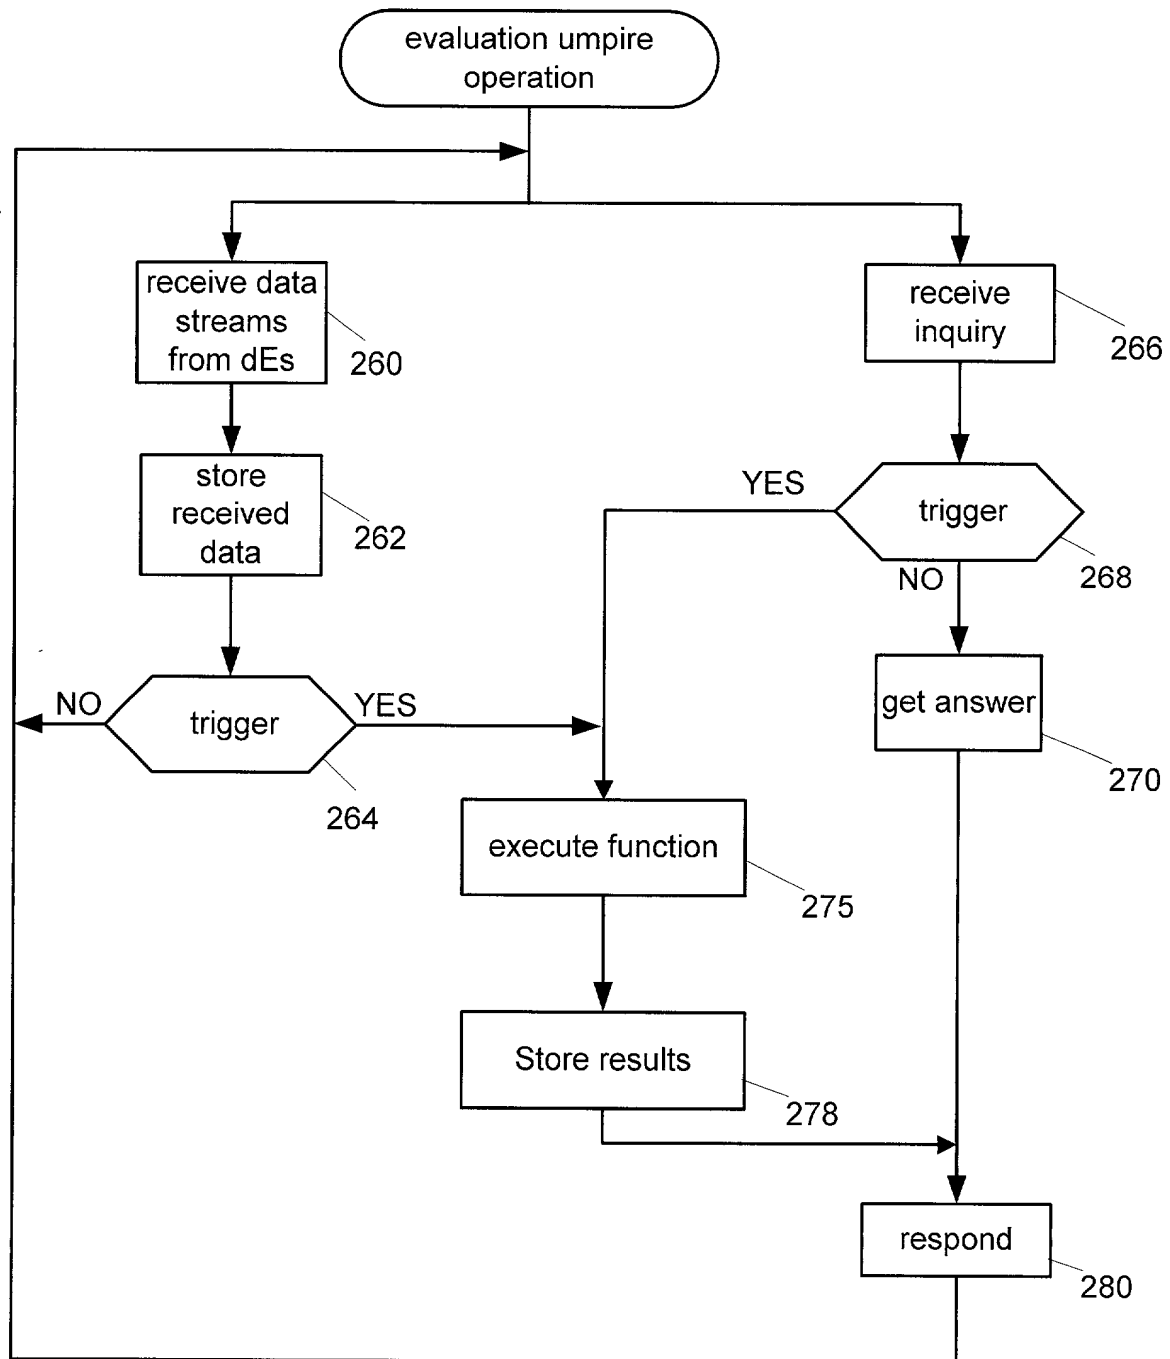 evaluation umpire
operation
receive data
streams
from dEs
260
receive
inquiry
266
store
received
data
262
YES
trigger
268
NO
NO
trigger
YES
264
get answer
270
execute function
275
Store results
278
respond
280